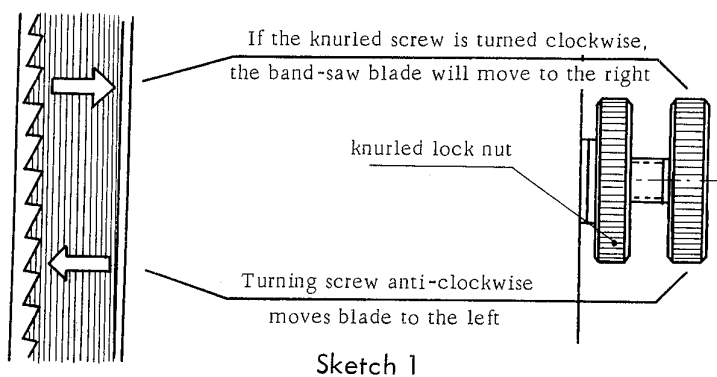 If the knurled screw is turned clockwise,
the band-saw blade will move to the right
knurled lock nut
Turning screw anti-clockwise
moves blade to the left
Sketch 1